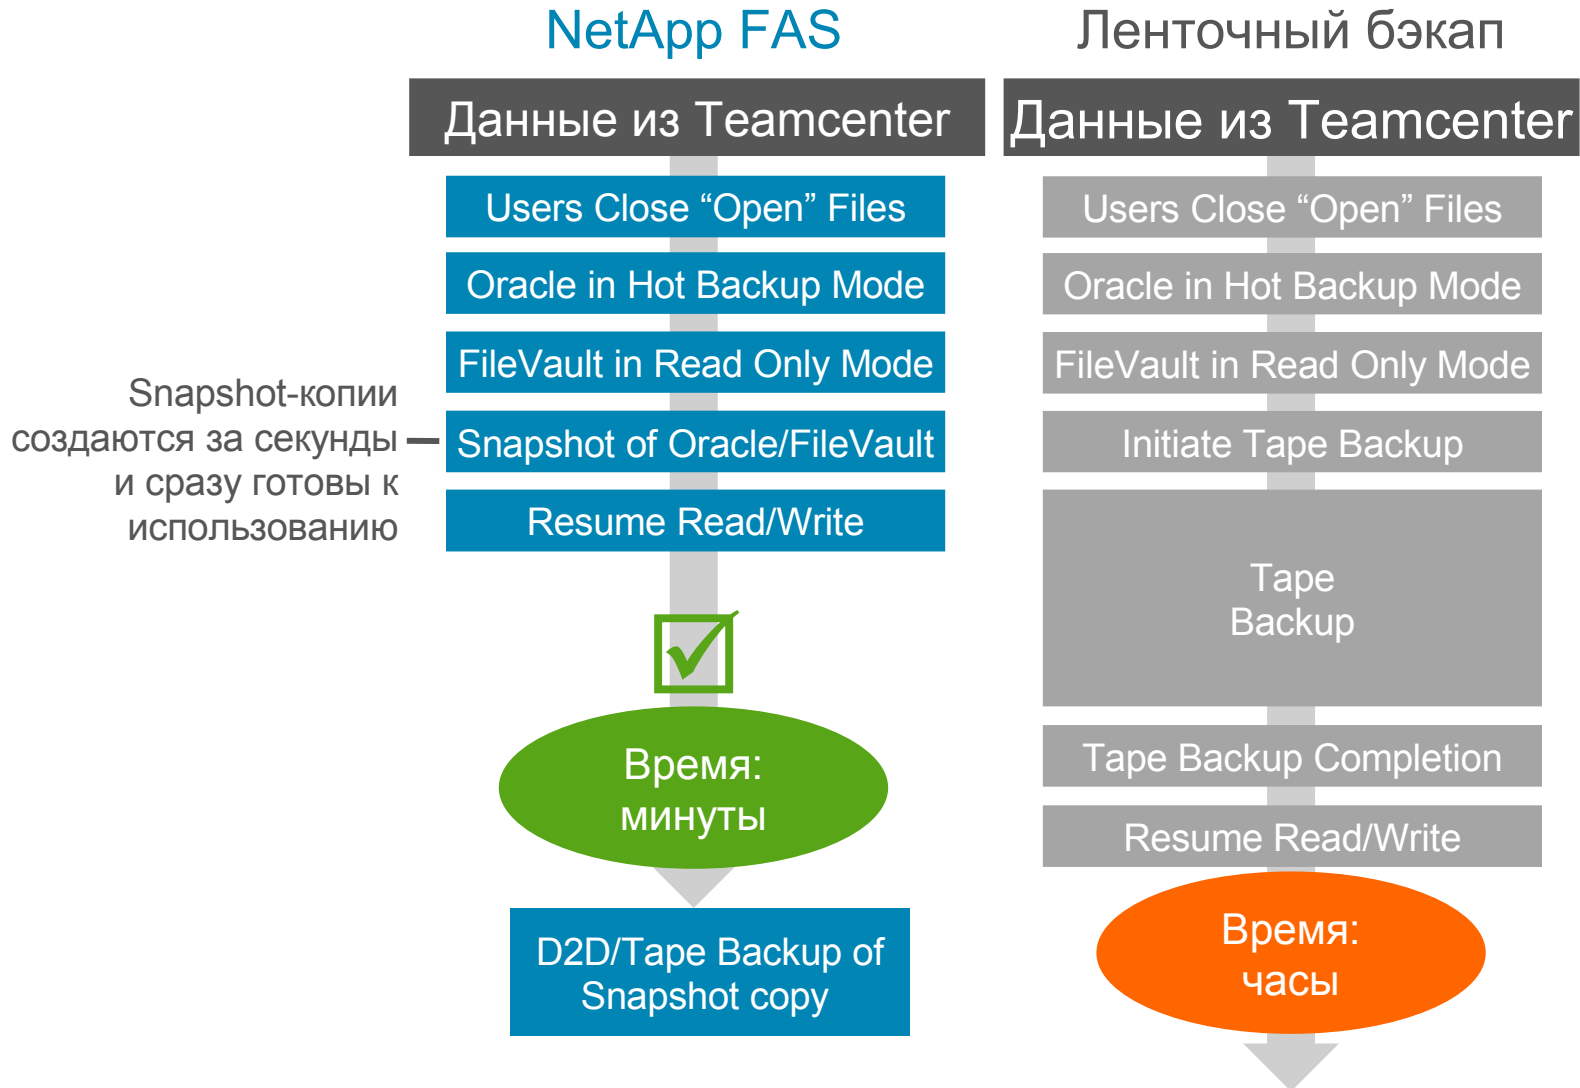 NetApp FAS
Данные из Teamcenter
Users Close “Open” Files
Oracle in Hot Backup Mode
FileVault in Read Only Mode
Snapshot-копии
создаются за секунды
и сразу готовы к
использованию
Snapshot of Oracle/FileVault
Resume Read/Write
Время:
минуты
D2D/Tape Backup of
Snapshot copy
Ленточный бэкап
Данные из Teamcenter
Users Close “Open” Files
Oracle in Hot Backup Mode
FileVault in Read Only Mode
Initiate Tape Backup
Tape
Backup
Tape Backup Completion
Resume Read/Write
Время:
часы